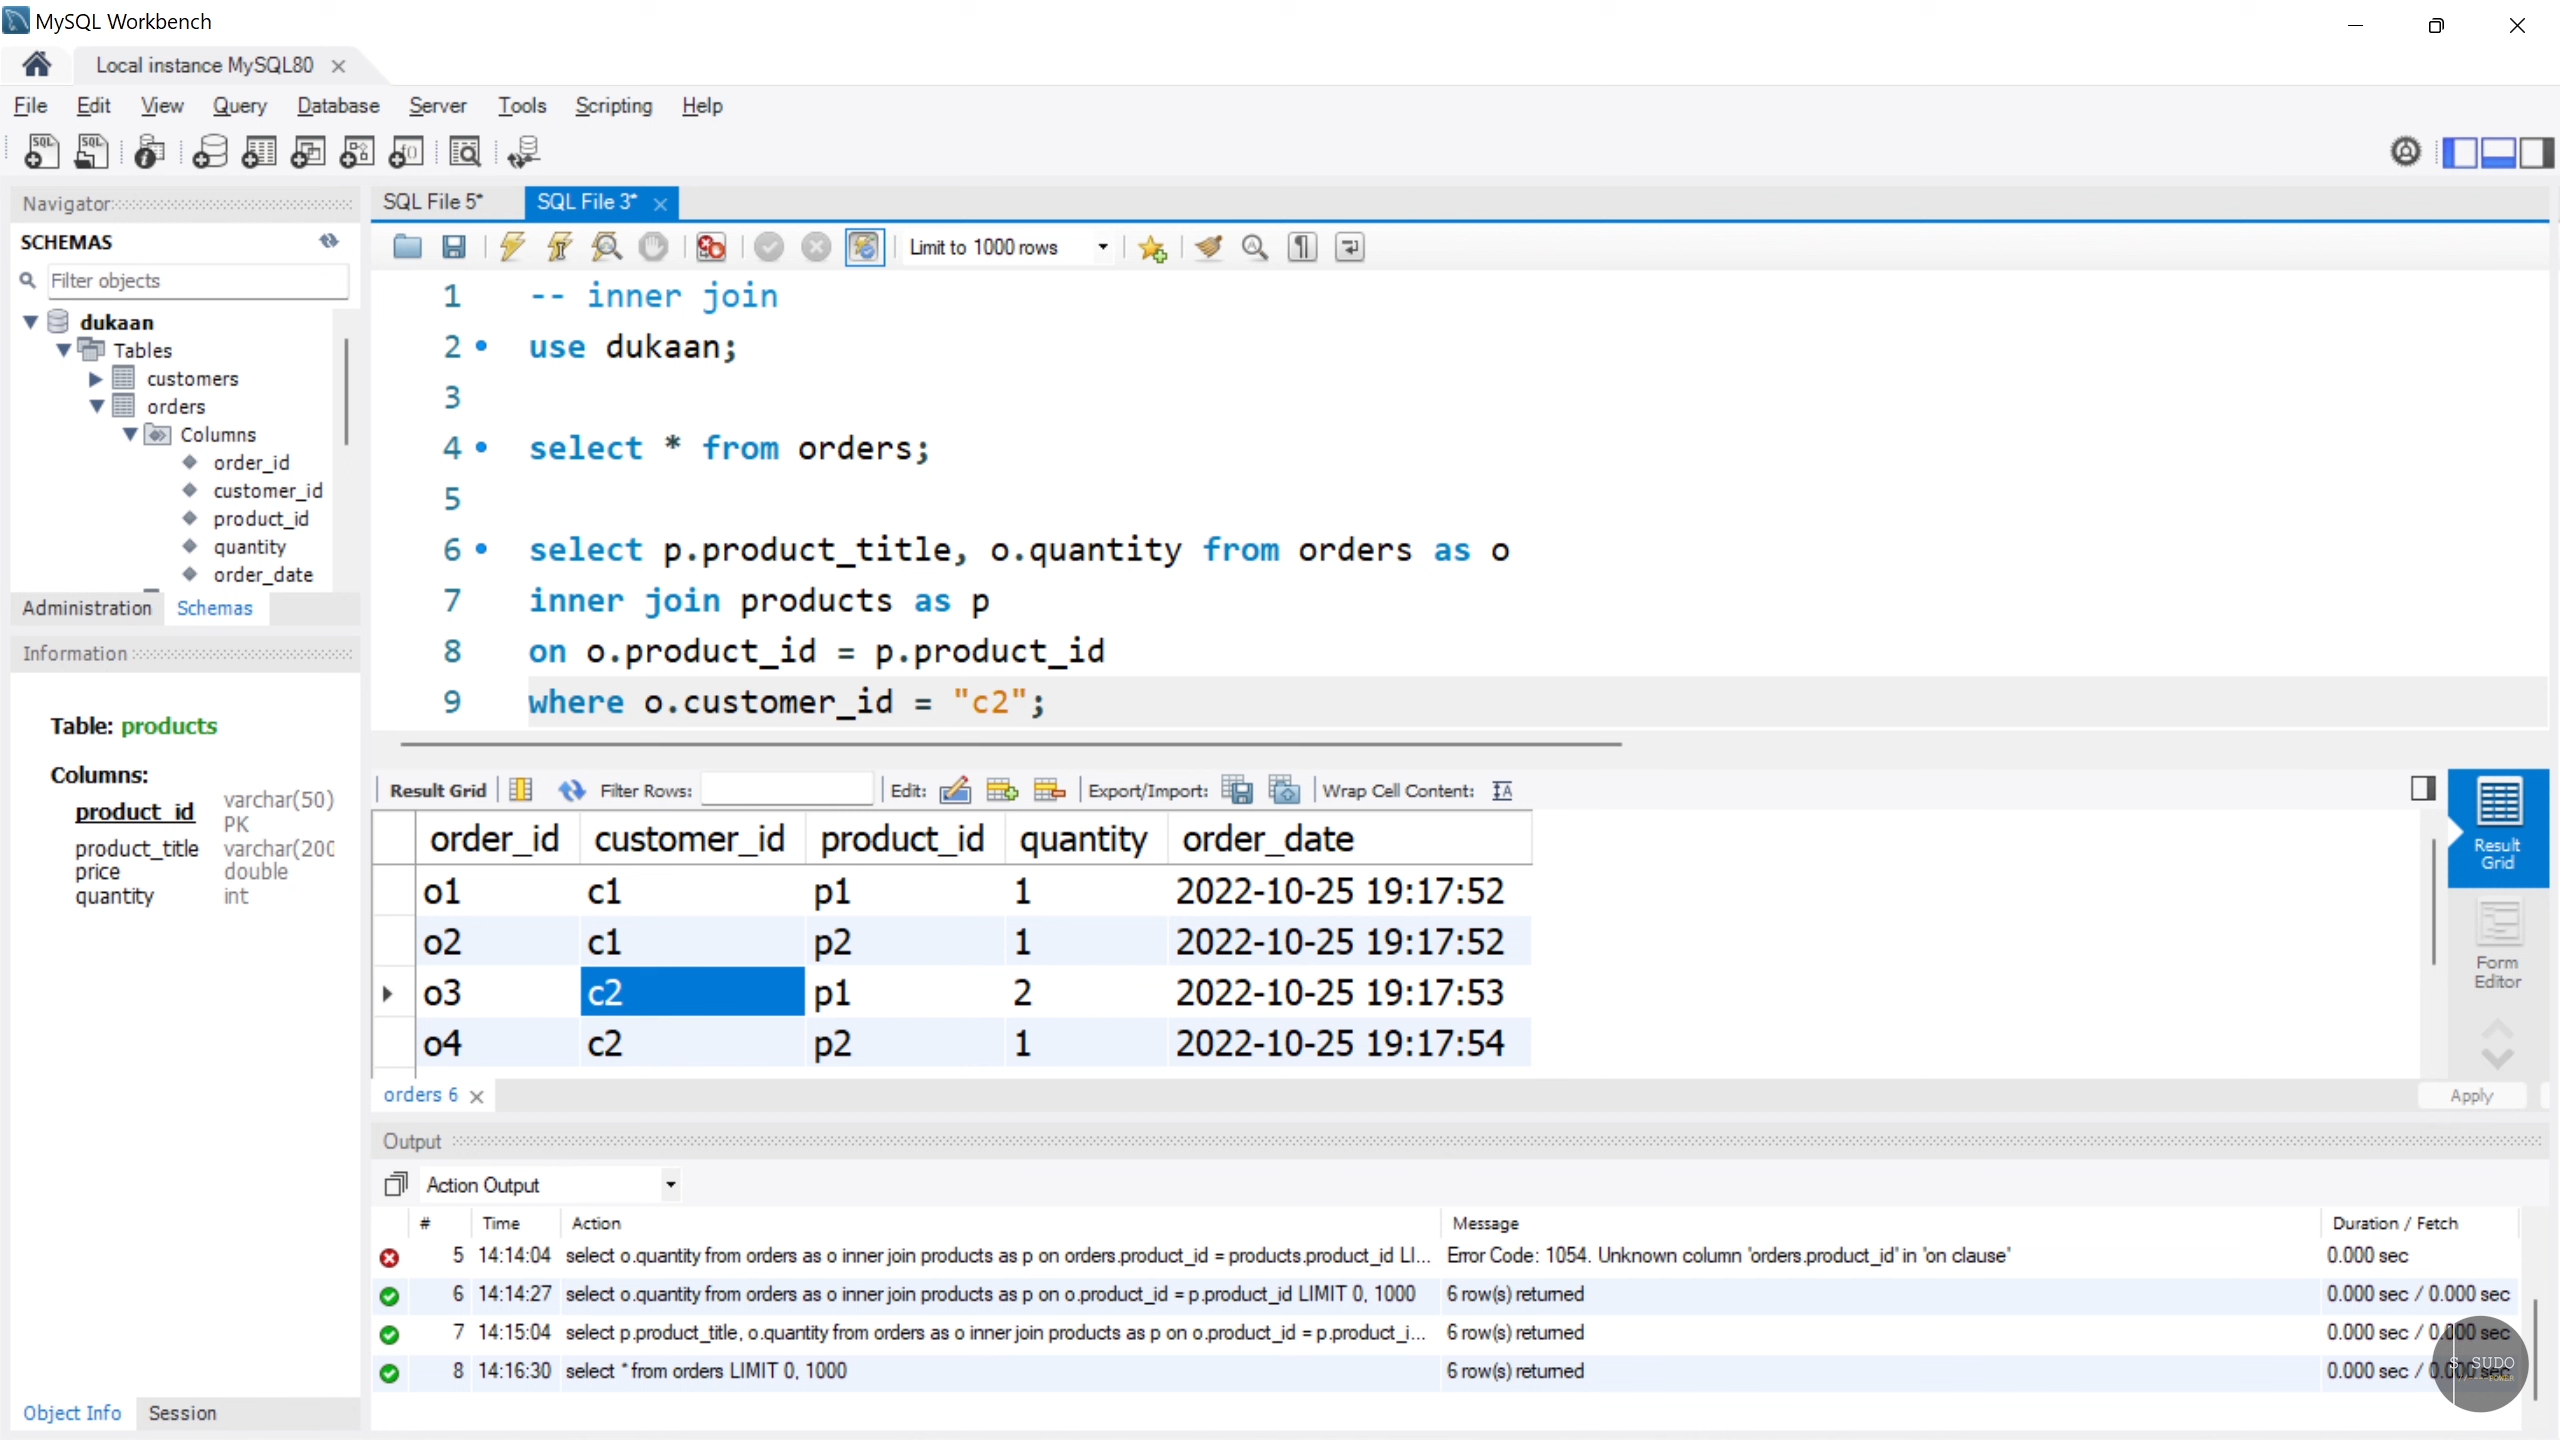 MySQL Workbench
Local instance MySQL80
File Edit View Query Database Server Tools Scripting Help
Navigator
SCHEMAS
Filter objects
dukaan
Tables
customers
orders
Columns
order_id
customer_id
product_id
quantity
order_date
Administration Schemas
Information
Table: products
Columns:
product_id varchar(50) PK
product_title varchar(200
price double
quantity int
Object Info Session
SQL File 5* SQL File 3*
Limit to 1000 rows
1 -- inner join
2 use dukaan;
3
4 select * from orders;
5
6 select p.product_title, o.quantity from orders as o
7 inner join products as p
8 on o.product_id = p.product_id
9 where o.customer_id = "c2";
Result Grid Filter Rows: Edit: Export/Import: Wrap Cell Content:
order_id customer_id product_id quantity order_date
o1 c1 p1 1 2022-10-25 19:17:52
o2 c1 p2 1 2022-10-25 19:17:52
o3 c2 p1 2 2022-10-25 19:17:53
o4 c2 p2 1 2022-10-25 19:17:54
Result Grid
Form Editor
orders 6
Apply
Output
Action Output
# Time Action Message Duration / Fetch
5 14:14:04 select o.quantity from orders as o inner join products as p on orders.product_id = products.product_id LI... Error Code: 1054. Unknown column 'orders.product_id' in 'on clause' 0.000 sec
6 14:14:27 select o.quantity from orders as o inner join products as p on o.product_id = p.product_id LIMIT 0, 1000 6 row(s) returned 0.000 sec / 0.000 sec
7 14:15:04 select p.product_title, o.quantity from orders as o inner join products as p on o.product_id = p.product_i... 6 row(s) returned 0.000 sec / 0.000 sec
8 14:16:30 select * from orders LIMIT 0, 1000 6 row(s) returned 0.000 sec / 0.000 sec
S SUDO